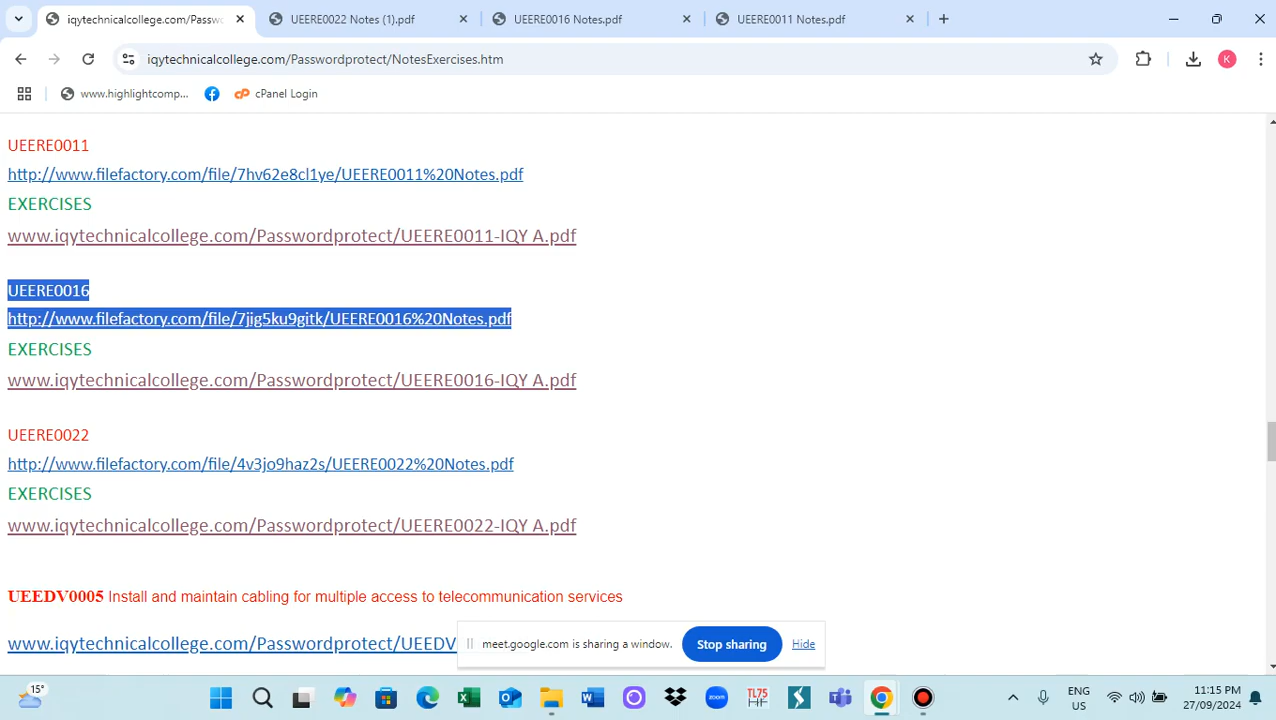 iqytechnicalcollege.com/Passwo
UEERE0022 Notes (1).pdf
UEERE0016 Notes.pdf
UEERE0011 Notes.pdf
iqytechnicalcollege.com/Passwordprotect/NotesExercises.htm
K
www.highlightcomp...
cPanel Login
UEERE0011
http://www.filefactory.com/file/7hv62e8cl1ye/UEERE0011%20Notes.pdf
EXERCISES
www.iqytechnicalcollege.com/Passwordprotect/UEERE0011-IQY A.pdf
UEERE0016
http://www.filefactory.com/file/7jig5ku9gitk/UEERE0016%20Notes.pdf
EXERCISES
www.iqytechnicalcollege.com/Passwordprotect/UEERE0016-IQY A.pdf
UEERE0022
http://www.filefactory.com/file/4v3jo9haz2s/UEERE0022%20Notes.pdf
EXERCISES
www.iqytechnicalcollege.com/Passwordprotect/UEERE0022-IQY A.pdf
UEEDV0005 Install and maintain cabling for multiple access to telecommunication services
www.iqytechnicalcollege.com/Passwordprotect/UEEDV
meet.google.com is sharing a window.
Stop sharing
Hide
15°
zoom
TL75
HF
ENG
US
11:15 PM
27/09/2024